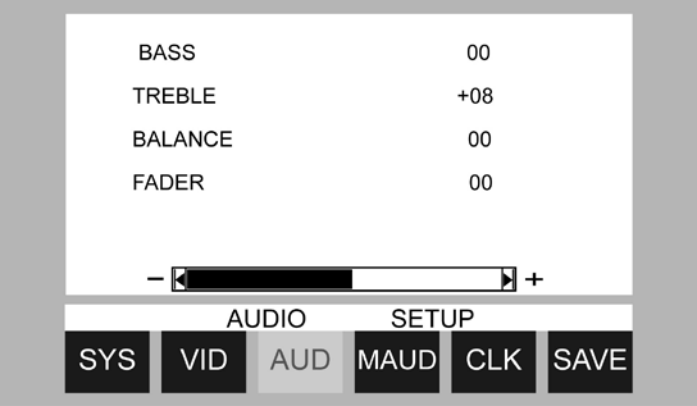 BASS 00
TREBLE +08
BALANCE 00
FADER 00
- +
AUDIO SETUP
SYS VID AUD MAUD CLK SAVE